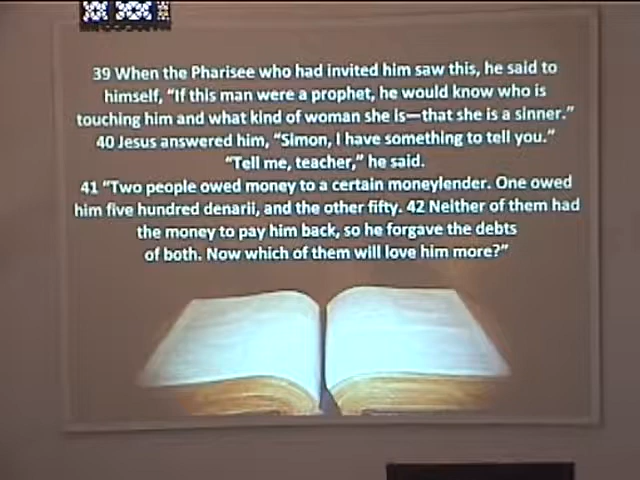 39 When the Pharisee who had invited him saw this, he said to
himself, “If this man were a prophet, he would know who is
touching him and what kind of woman she is—that she is a sinner.”
40 Jesus answered him, “Simon, I have something to tell you.”
“Tell me, teacher,” he said.
41 “Two people owed money to a certain moneylender. One owed
him five hundred denarii, and the other fifty. 42 Neither of them had
the money to pay him back, so he forgave the debts
of both. Now which of them will love him more?”